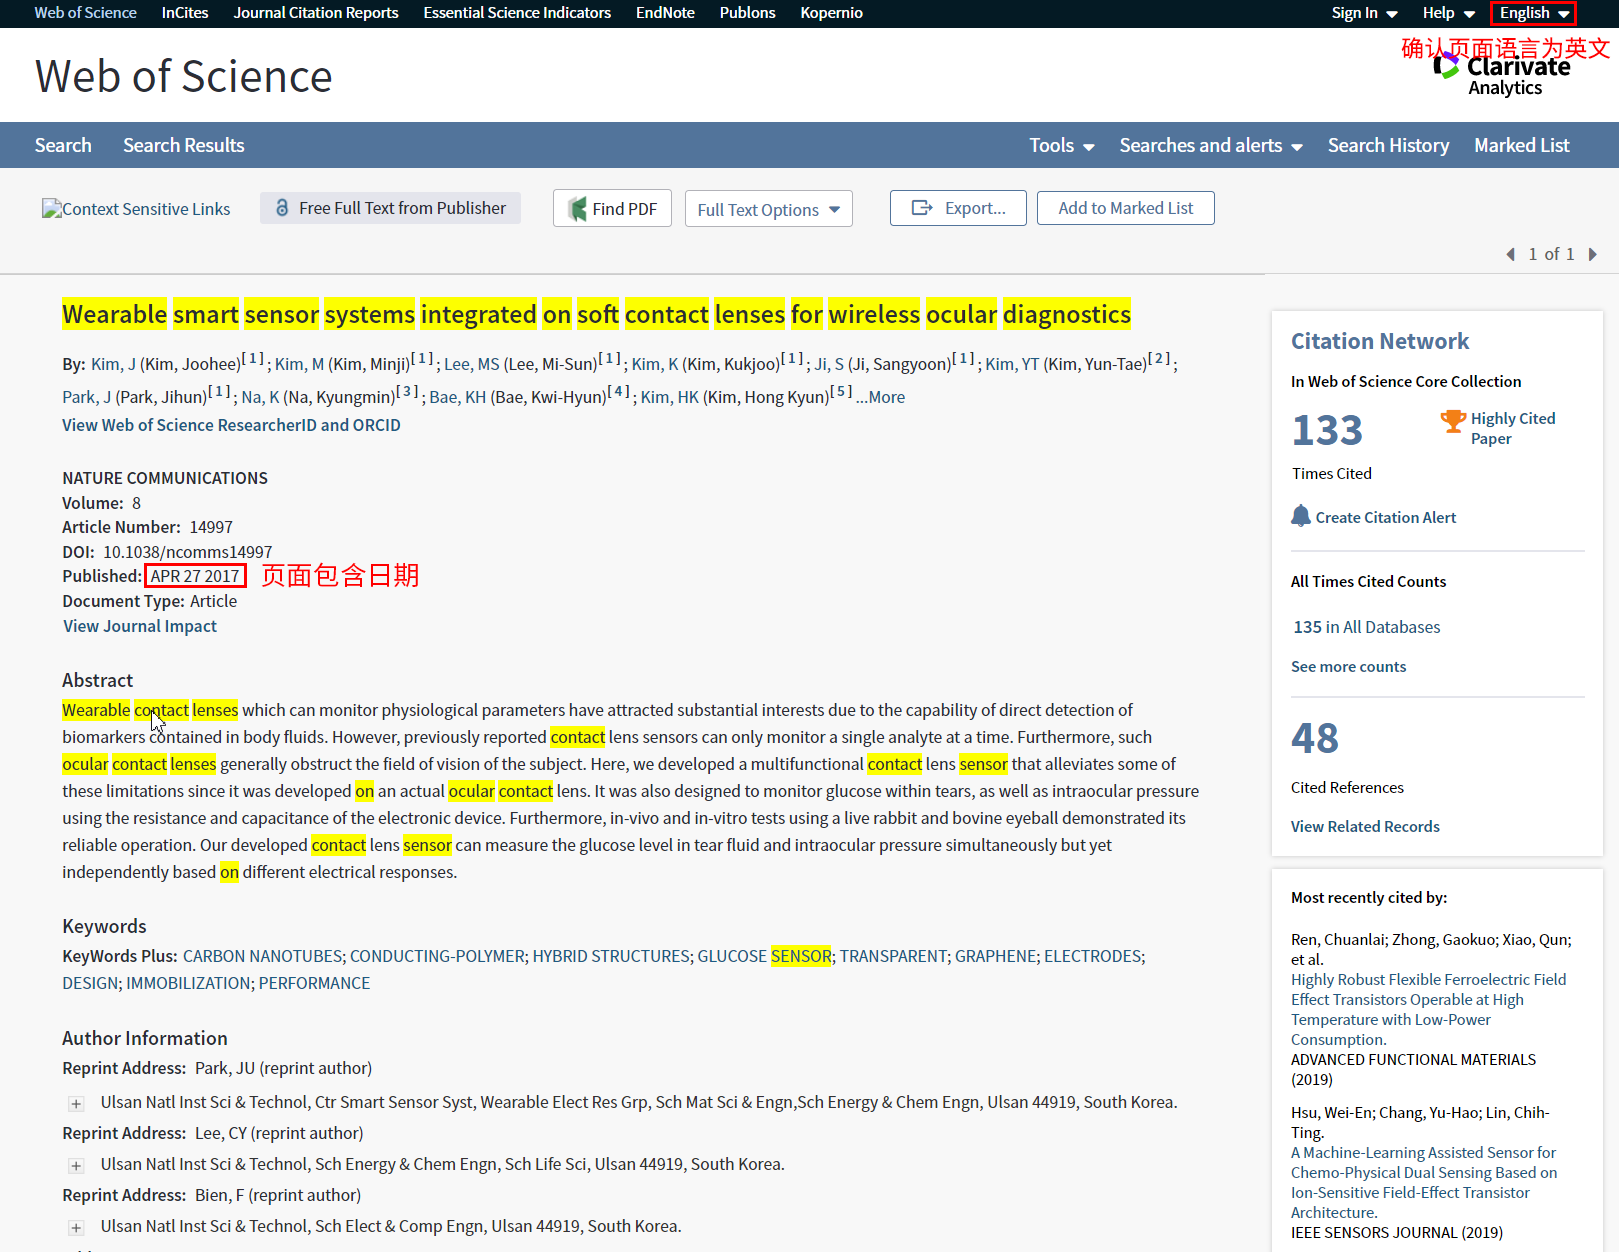 Web of Science InCites Journal Citation Reports Essential Science Indicators EndNote Publons Kopernio Sign In Help English
确认页面语言为英文
Web of Science
Clarivate
Analytics
Search Search Results Tools Searches and alerts Search History Marked List
Context Sensitive Links Free Full Text from Publisher Find PDF Full Text Options Export... Add to Marked List
1 of 1
Wearable smart sensor systems integrated on soft contact lenses for wireless ocular diagnostics
By: Kim, J (Kim, Joohee)[ 1 ] ; Kim, M (Kim, Minji)[ 1 ] ; Lee, MS (Lee, Mi-Sun)[ 1 ] ; Kim, K (Kim, Kukjoo)[ 1 ] ; Ji, S (Ji, Sangyoon)[ 1 ] ; Kim, YT (Kim, Yun-Tae)[ 2 ] ;
Park, J (Park, Jihun)[ 1 ] ; Na, K (Na, Kyungmin)[ 3 ] ; Bae, KH (Bae, Kwi-Hyun)[ 4 ] ; Kim, HK (Kim, Hong Kyun)[ 5 ] ...More
View Web of Science ResearcherID and ORCID
NATURE COMMUNICATIONS
Volume: 8
Article Number: 14997
DOI: 10.1038/ncomms14997
Published: APR 27 2017 页面包含日期
Document Type: Article
View Journal Impact
Abstract
Wearable contact lenses which can monitor physiological parameters have attracted substantial interests due to the capability of direct detection of
biomarkers contained in body fluids. However, previously reported contact lens sensors can only monitor a single analyte at a time. Furthermore, such
ocular contact lenses generally obstruct the field of vision of the subject. Here, we developed a multifunctional contact lens sensor that alleviates some of
these limitations since it was developed on an actual ocular contact lens. It was also designed to monitor glucose within tears, as well as intraocular pressure
using the resistance and capacitance of the electronic device. Furthermore, in-vivo and in-vitro tests using a live rabbit and bovine eyeball demonstrated its
reliable operation. Our developed contact lens sensor can measure the glucose level in tear fluid and intraocular pressure simultaneously but yet
independently based on different electrical responses.
Keywords
KeyWords Plus: CARBON NANOTUBES; CONDUCTING-POLYMER; HYBRID STRUCTURES; GLUCOSE SENSOR; TRANSPARENT; GRAPHENE; ELECTRODES;
DESIGN; IMMOBILIZATION; PERFORMANCE
Author Information
Reprint Address: Park, JU (reprint author)
Ulsan Natl Inst Sci & Technol, Ctr Smart Sensor Syst, Wearable Elect Res Grp, Sch Mat Sci & Engn,Sch Energy & Chem Engn, Ulsan 44919, South Korea.
Reprint Address: Lee, CY (reprint author)
Ulsan Natl Inst Sci & Technol, Sch Energy & Chem Engn, Sch Life Sci, Ulsan 44919, South Korea.
Reprint Address: Bien, F (reprint author)
Ulsan Natl Inst Sci & Technol, Sch Elect & Comp Engn, Ulsan 44919, South Korea.
Citation Network
In Web of Science Core Collection
133
Highly Cited
Paper
Times Cited
Create Citation Alert
All Times Cited Counts
135 in All Databases
See more counts
48
Cited References
View Related Records
Most recently cited by:
Ren, Chuanlai; Zhong, Gaokuo; Xiao, Qun;
et al.
Highly Robust Flexible Ferroelectric Field
Effect Transistors Operable at High
Temperature with Low-Power
Consumption.
ADVANCED FUNCTIONAL MATERIALS
(2019)
Hsu, Wei-En; Chang, Yu-Hao; Lin, Chih-
Ting.
A Machine-Learning Assisted Sensor for
Chemo-Physical Dual Sensing Based on
Ion-Sensitive Field-Effect Transistor
Architecture.
IEEE SENSORS JOURNAL (2019)